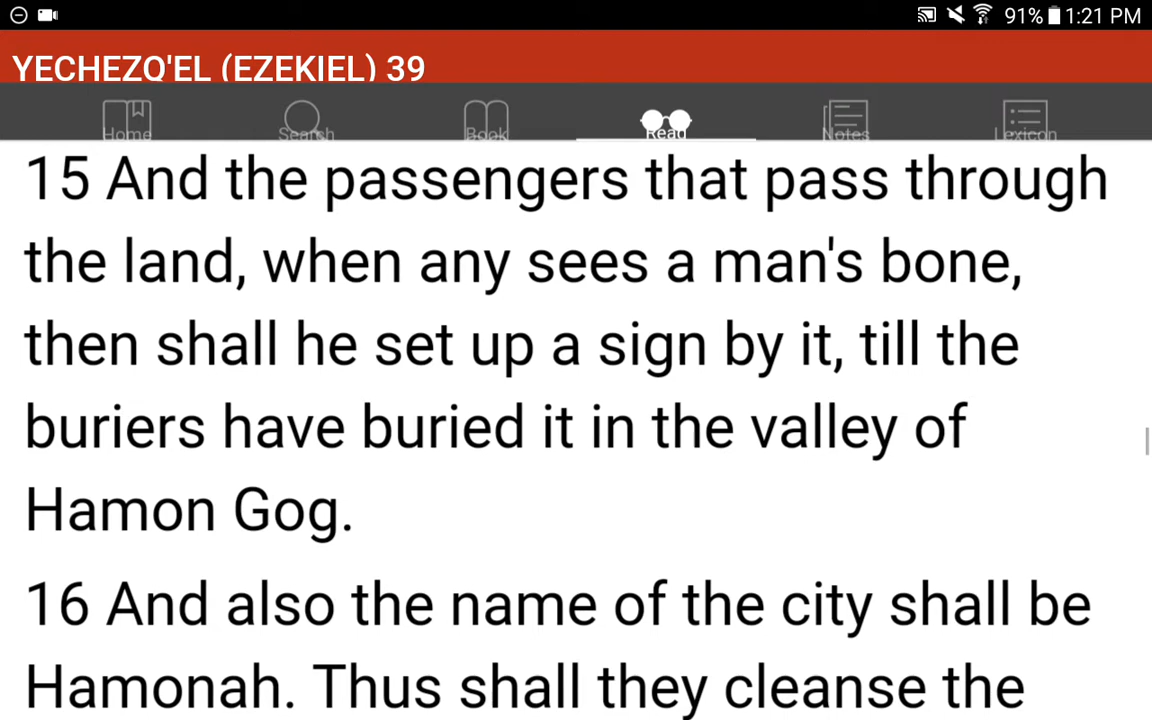 91% 1:21 PM
YECHEZQ'EL (EZEKIEL) 39
Home Search Book Read Notes Lexicon
15 And the passengers that pass through
the land, when any sees a man's bone,
then shall he set up a sign by it, till the
buriers have buried it in the valley of
Hamon Gog.
16 And also the name of the city shall be
Hamonah. Thus shall they cleanse the